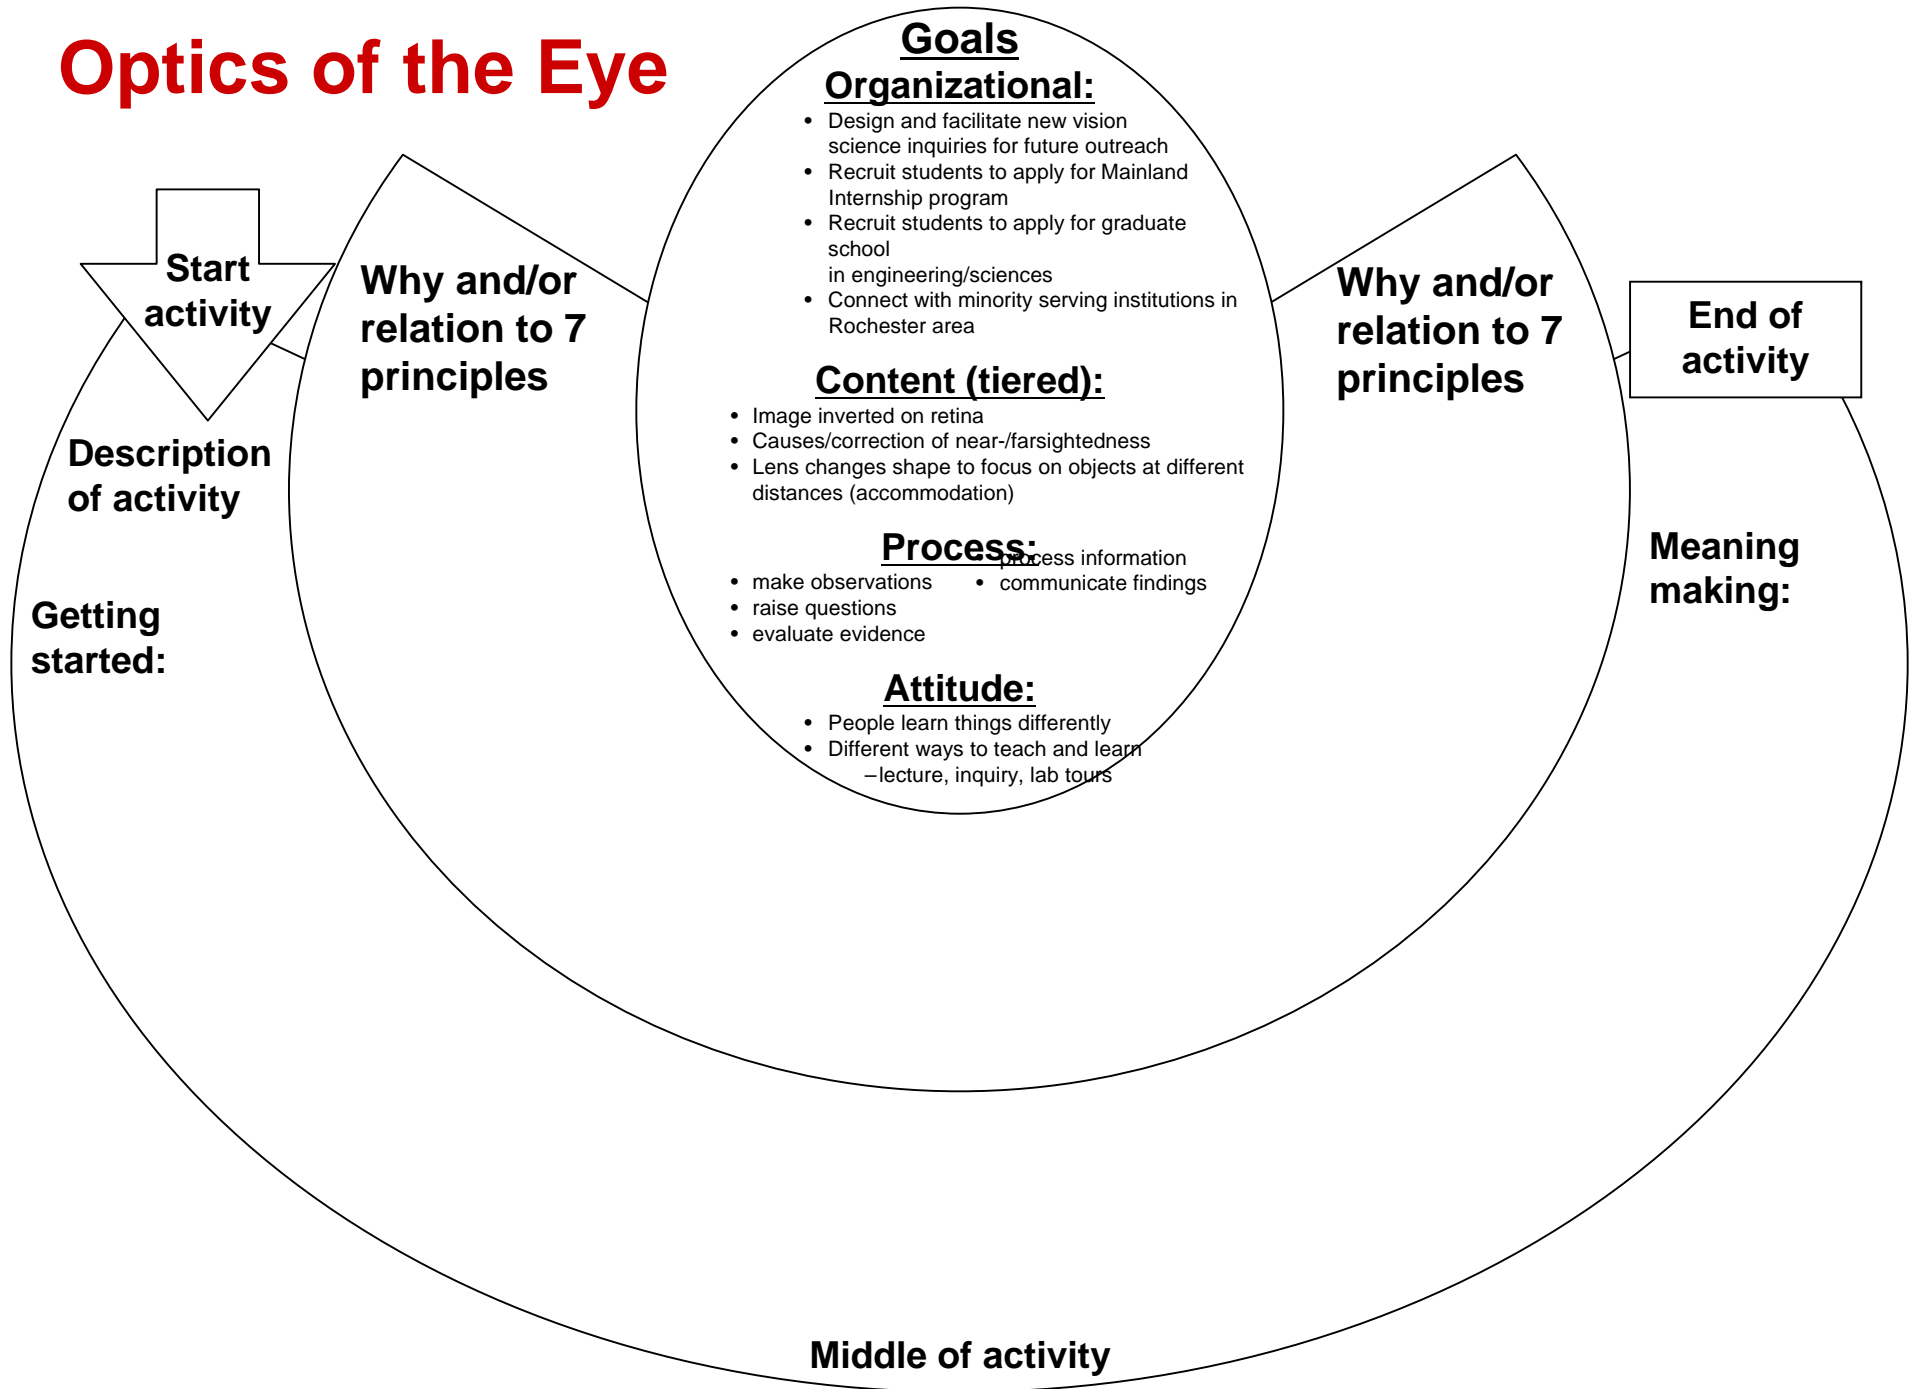 Optics of the Eye
Goals
Organizational:
• Design and facilitate new vision
science inquiries for future outreach
• Recruit students to apply for Mainland
Internship program
• Recruit students to apply for graduate
school
in engineering/sciences
• Connect with minority serving institutions in
Rochester area
Content (tiered):
• Image inverted on retina
• Causes/correction of near-/farsightedness
• Lens changes shape to focus on objects at different
distances (accommodation)
Process:
• make observations
• raise questions
• evaluate evidence
• process information
• communicate findings
Attitude:
• People learn things differently
• Different ways to teach and learn
–lecture, inquiry, lab tours
Start
activity
Why and/or
relation to 7
principles
Description
of activity
Getting
started:
Middle of activity
Why and/or
relation to 7
principles
End of
activity
Meaning
making: